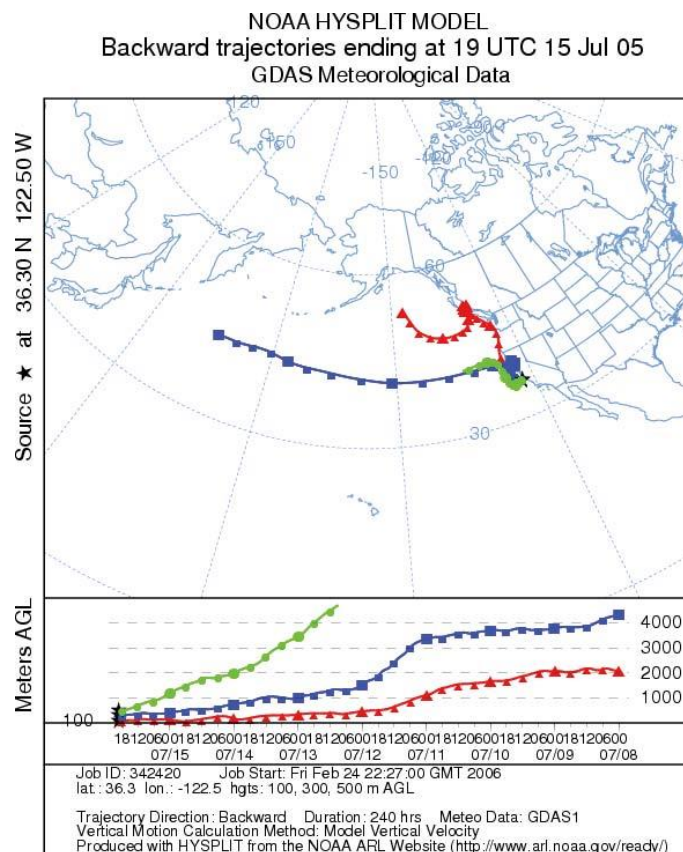 NOAA HYSPLIT MODEL
Backward trajectories ending at 19 UTC 15 Jul 05
GDAS Meteorological Data
Source ★ at 36.30 N 122.50 W
120
-150
-150
-120
60
30
Meters AGL
4000
3000
2000
1000
100
18 12 06 00 18 12 06 00 18 12 06 00 18 12 06 00 18 12 06 00 18 12 06 00 18 12 06 00 18 12 06 00
07/15 07/14 07/13 07/12 07/11 07/10 07/09 07/08
Job ID: 342420 Job Start: Fri Feb 24 22:27:00 GMT 2006
lat.: 36.3 lon.: -122.5 hgts: 100, 300, 500 m AGL
Trajectory Direction: Backward Duration: 240 hrs Meteo Data: GDAS1
Vertical Motion Calculation Method: Model Vertical Velocity
Produced with HYSPLIT from the NOAA ARL Website (http://www.arl.noaa.gov/ready/)